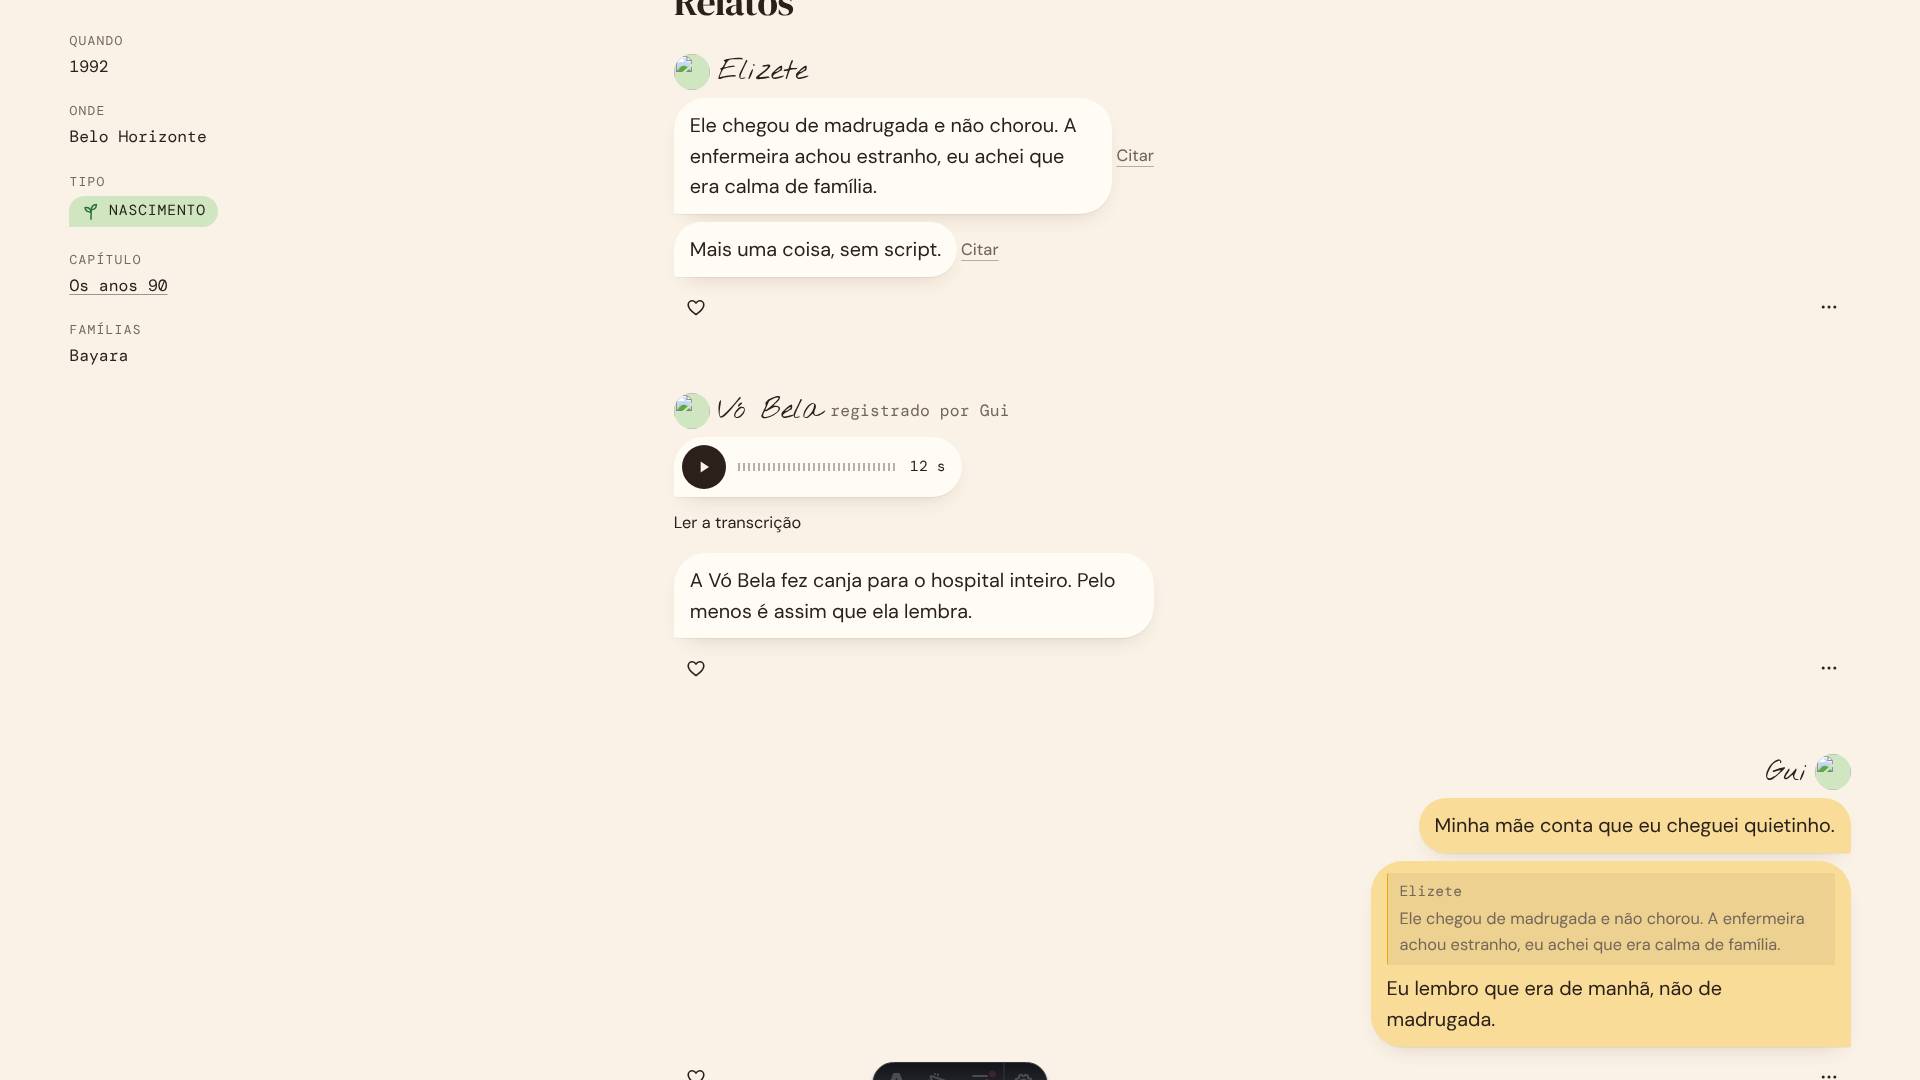 Relatos
QUANDO
1992
ONDE
Belo Horizonte
TIPO
NASCIMENTO
CAPÍTULO
Os anos 90
FAMÍLIAS
Bayara
Elizete
Ele chegou de madrugada e não chorou. A
enfermeira achou estranho, eu achei que
era calma de família.
Citar
Mais uma coisa, sem script.
Citar
Vó Bela registrado por Gui
12 s
Ler a transcrição
A Vó Bela fez canja para o hospital inteiro. Pelo
menos é assim que ela lembra.
Gui
Minha mãe conta que eu cheguei quietinho.
Elizete
Ele chegou de madrugada e não chorou. A enfermeira
achou estranho, eu achei que era calma de família.
Eu lembro que era de manhã, não de
madrugada.